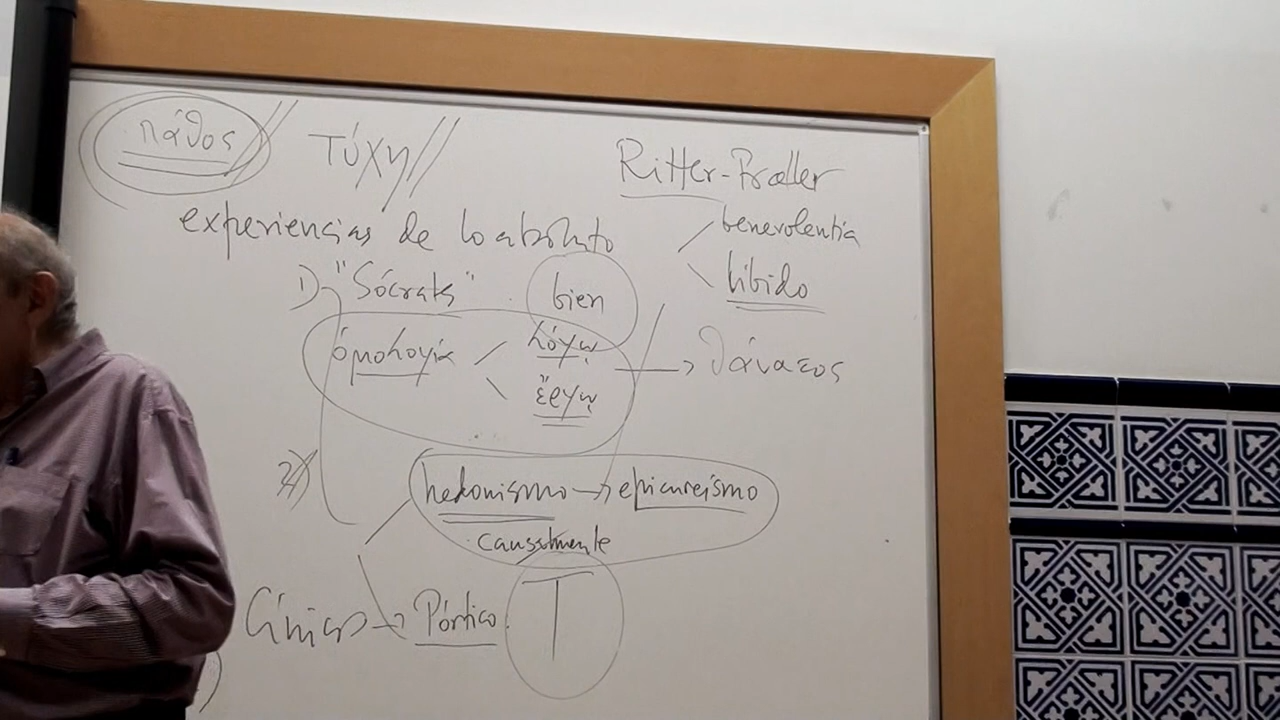 πάθος τύχη
Ritter-Preller
experiencias de lo absoluto
benevolentia
libido
1) "Sócrates" bien
ὁμολογία λόγῳ → θάνατος
ἔργῳ
2) hedonismo → epicureísmo
causalmente
Cínicos → Pórtico T